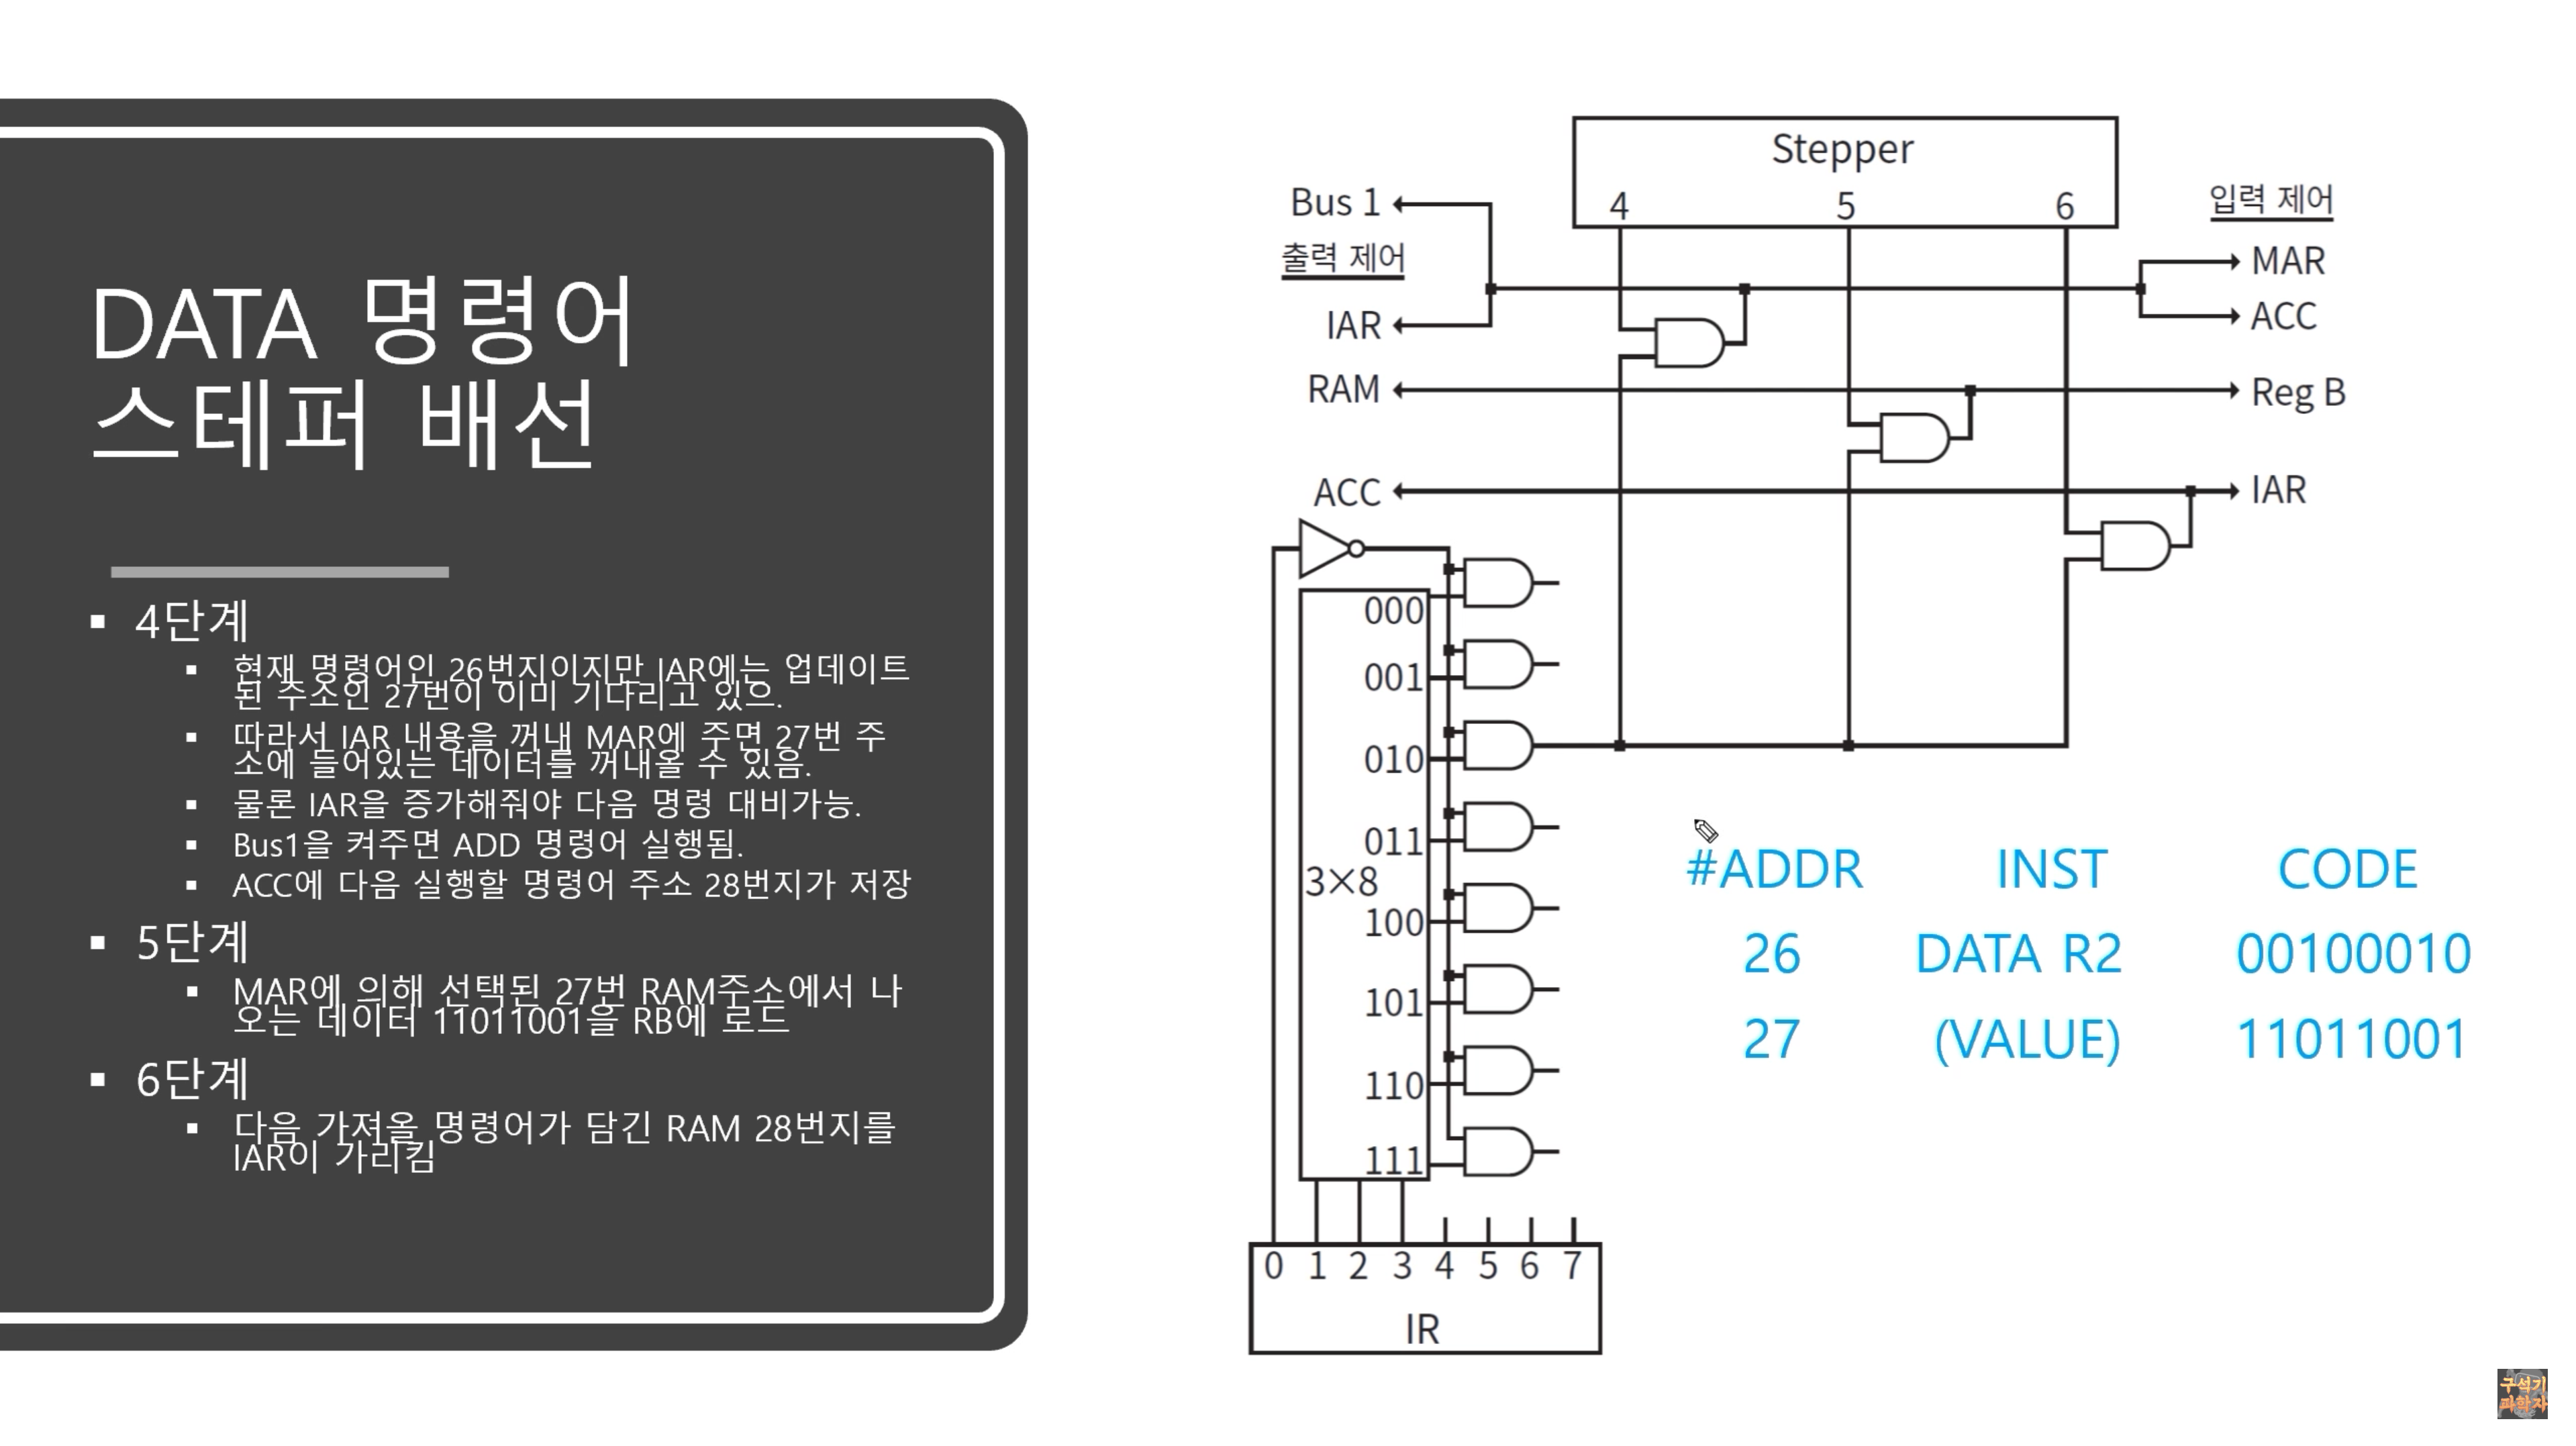 DATA 명령어
스테퍼 배선
4단계
현재 명령어인 26번지이지만 IAR에는 업데이트
된 주소인 27번이 이미 기다리고 있으.
따라서 IAR 내용을 꺼내 MAR에 주면 27번 주
소에 들어있는 데이터를 꺼내올 수 있음.
물론 IAR을 증가해줘야 다음 명령 대비가능.
Bus1을 켜주면 ADD 명령어 실행됨.
ACC에 다음 실행할 명령어 주소 28번지가 저장
5단계
MAR에 의해 선택된 27번 RAM주소에서 나
오는 데이터 11011001을 RB에 로드
6단계
다음 가져올 명령어가 담긴 RAM 28번지를
IAR이 가리킴
Stepper
4 5 6
Bus 1
출력 제어
IAR
RAM
ACC
입력 제어
MAR
ACC
Reg B
IAR
000
001
010
011
3×8
100
101
110
111
0 1 2 3 4 5 6 7
IR
#ADDR INST CODE
26 DATA R2 00100010
27 (VALUE) 11011001
구석기
과학자